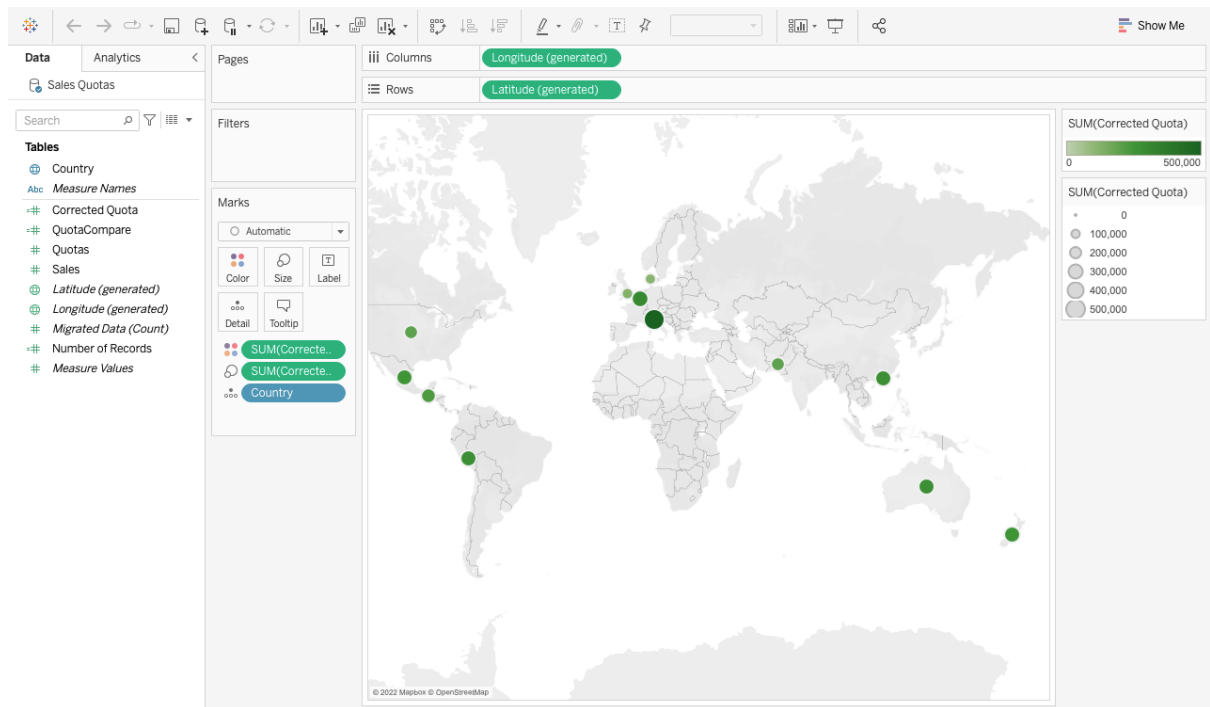 Show Me
Data
Analytics
Sales Quotas
Search
Tables
Country
Abc Measure Names
Corrected Quota
QuotaCompare
Quotas
Sales
Latitude (generated)
Longitude (generated)
Migrated Data (Count)
Number of Records
Measure Values
Pages
Filters
Marks
Automatic
Color Size Label
Detail Tooltip
SUM(Correcte..
SUM(Correcte..
Country
Columns Longitude (generated)
Rows Latitude (generated)
© 2022 Mapbox © OpenStreetMap
SUM(Corrected Quota)
0 500,000
SUM(Corrected Quota)
0
100,000
200,000
300,000
400,000
500,000